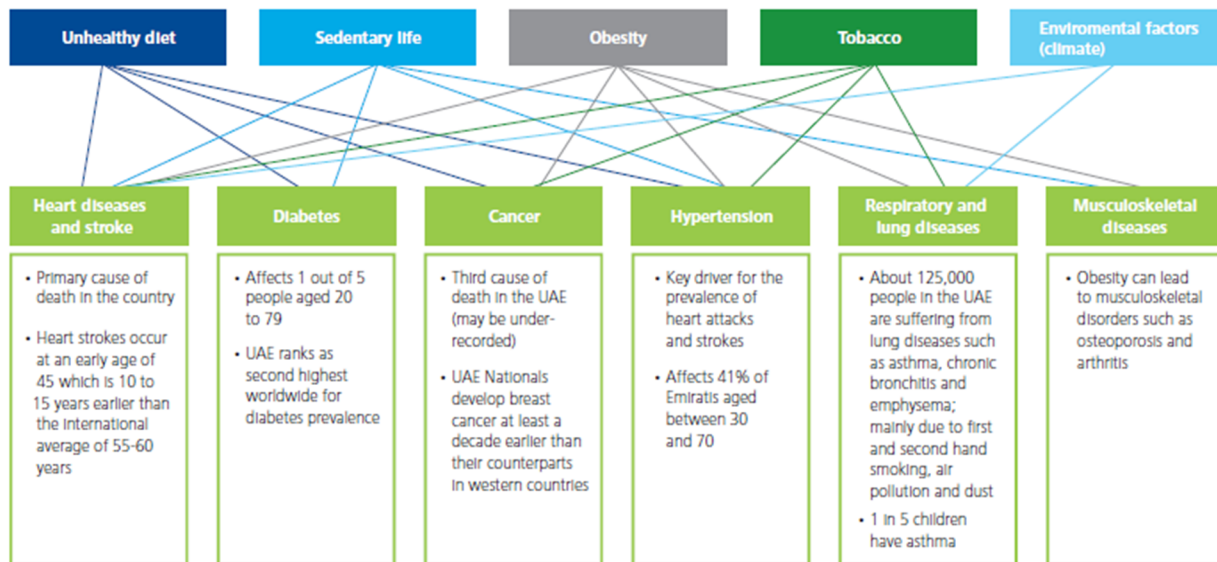 Unhealthy diet
Sedentary life
Obesity
Tobacco
Enviromental factors
(climate)
Heart diseases
and stroke
Diabetes
Cancer
Hypertension
Respiratory and
lung diseases
Musculoskeletal
diseases
• Primary cause of
death in the country
• Heart strokes occur
at an early age of
45 which is 10 to
15 years earlier than
the international
average of 55-60
years
• Affects 1 out of 5
people aged 20
to 79
• UAE ranks as
second highest
worldwide for
diabetes prevalence
• Third cause of
death in the UAE
(may be under-
recorded)
• UAE Nationals
develop breast
cancer at least a
decade earlier than
their counterparts
in western countries
• Key driver for the
prevalence of
heart attacks
and strokes
• Affects 41% of
Emiratis aged
between 30
and 70
• About 125,000
people in the UAE
are suffering from
lung diseases such
as asthma, chronic
bronchitis and
emphysema;
mainly due to first
and second hand
smoking, air
pollution and dust
• 1 in 5 children
have asthma
• Obesity can lead
to musculoskeletal
disorders such as
osteoporosis and
arthritis